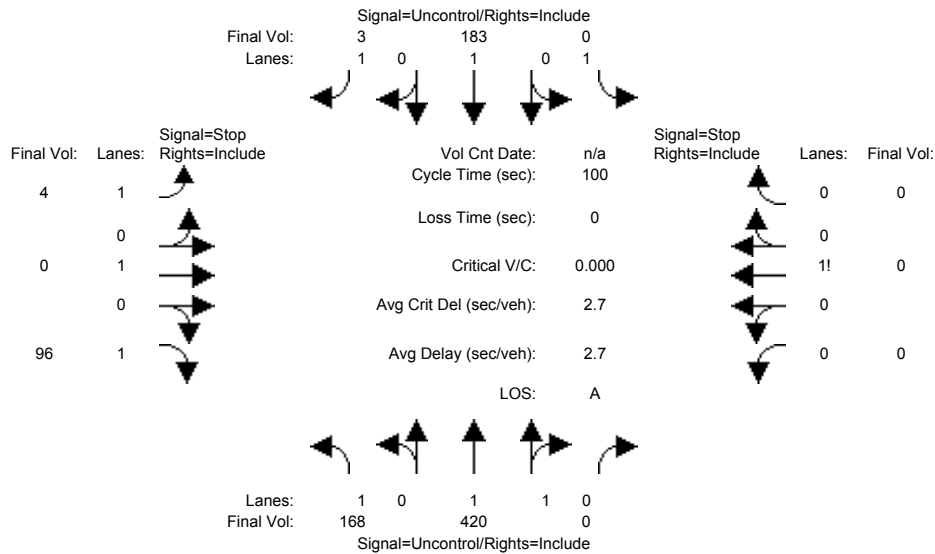 Signal=Uncontrol/Rights=Include
Final Vol: 3 183 0
Lanes: 1 0 1 0 1
Signal=Stop Signal=Stop
Final Vol: Lanes: Rights=Include Vol Cnt Date: n/a Rights=Include Lanes: Final Vol:
Cycle Time (sec): 100
4 1 0 0
Loss Time (sec): 0
0 0
0 1 Critical V/C: 0.000 1! 0
0 Avg Crit Del (sec/veh): 2.7 0
96 1 Avg Delay (sec/veh): 2.7 0 0
LOS: A
Lanes: 1 0 1 1 0
Final Vol: 168 420 0
Signal=Uncontrol/Rights=Include